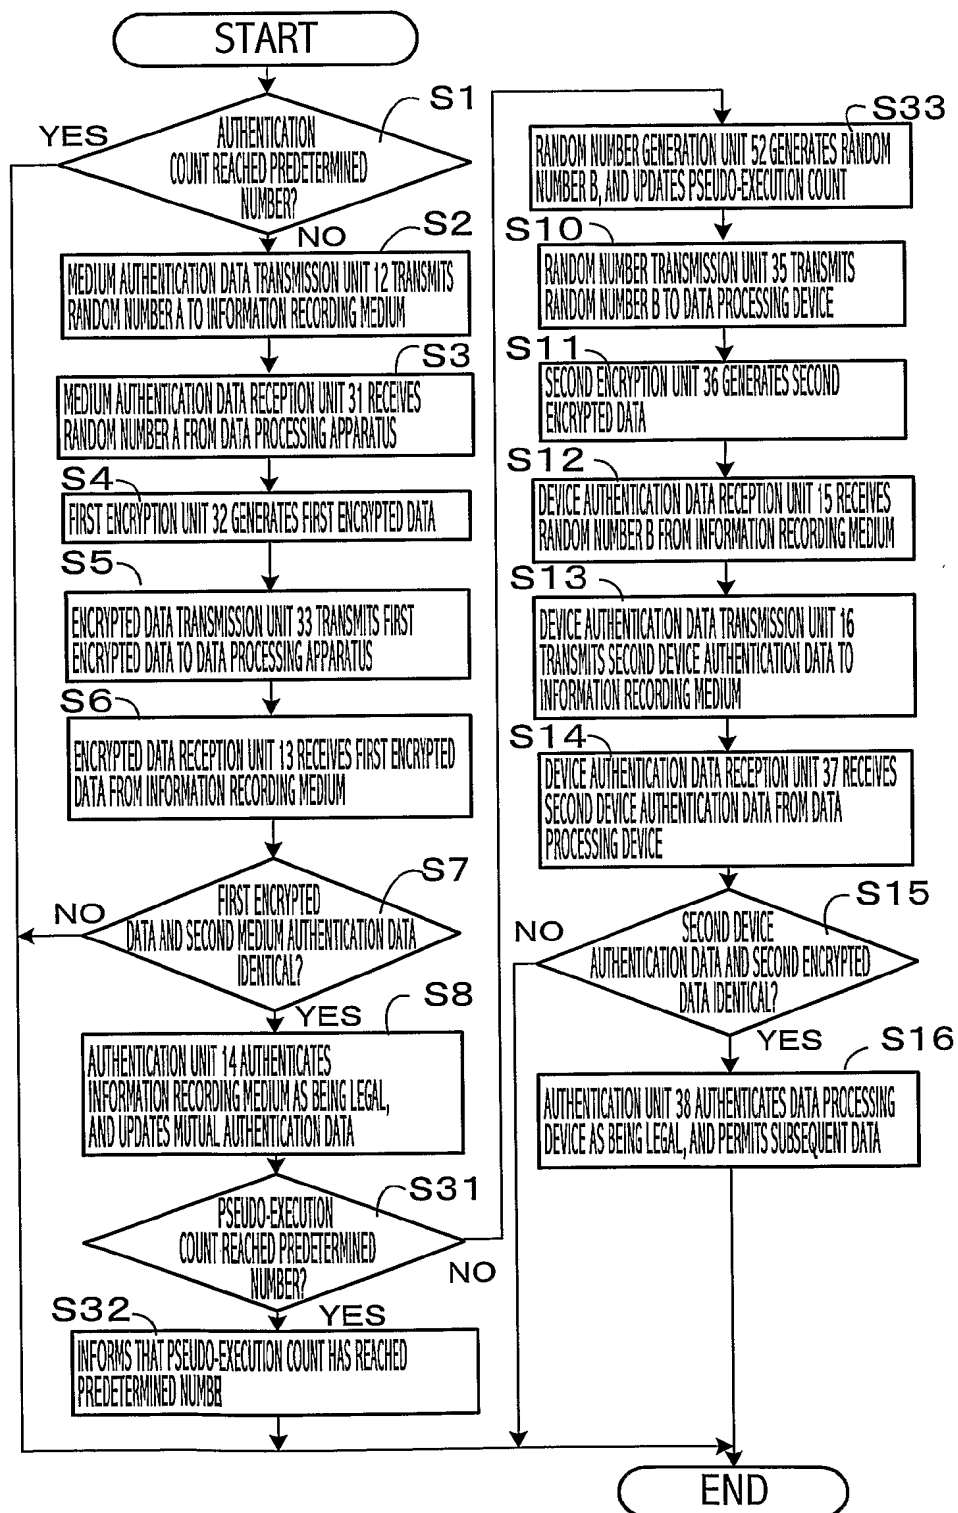 START
S1
YES
AUTHENTICATION
COUNT REACHED PREDETERMINED
NUMBER?
NO
S2
MEDIUM AUTHENTICATION DATA TRANSMISSION UNIT 12 TRANSMITS
RANDOM NUMBER A TO INFORMATION RECORDING MEDIUM
S3
MEDIUM AUTHENTICATION DATA RECEPTION UNIT 31 RECEIVES
RANDOM NUMBER A FROM DATA PROCESSING APPARATUS
S4
FIRST ENCRYPTION UNIT 32 GENERATES FIRST ENCRYPTED DATA
S5
ENCRYPTED DATA TRANSMISSION UNIT 33 TRANSMITS FIRST
ENCRYPTED DATA TO DATA PROCESSING APPARATUS
S6
ENCRYPTED DATA RECEPTION UNIT 13 RECEIVES FIRST ENCRYPTED
DATA FROM INFORMATION RECORDING MEDIUM
S7
NO
FIRST ENCRYPTED
DATA AND SECOND MEDIUM AUTHENTICATION DATA
IDENTICAL?
YES
S8
AUTHENTICATION UNIT 14 AUTHENTICATES
INFORMATION RECORDING MEDIUM AS BEING LEGAL,
AND UPDATES MUTUAL AUTHENTICATION DATA
S31
PSEUDO-EXECUTION
COUNT REACHED PREDETERMINED
NUMBER?
NO
YES
S32
INFORMS THAT PSEUDO-EXECUTION COUNT HAS REACHED
PREDETERMINED NUMBR
S33
RANDOM NUMBER GENERATION UNIT 52 GENERATES RANDOM
NUMBER B, AND UPDATES PSEUDO-EXECUTION COUNT
S10
RANDOM NUMBER TRANSMISSION UNIT 35 TRANSMITS
RANDOM NUMBER B TO DATA PROCESSING DEVICE
S11
SECOND ENCRYPTION UNIT 36 GENERATES SECOND
ENCRYPTED DATA
S12
DEVICE AUTHENTICATION DATA RECEPTION UNIT 15 RECEIVES
RANDOM NUMBER B FROM INFORMATION RECORDING MEDIUM
S13
DEVICE AUTHENTICATION DATA TRANSMISSION UNIT 16
TRANSMITS SECOND DEVICE AUTHENTICATION DATA TO
INFORMATION RECORDING MEDIUM
S14
DEVICE AUTHENTICATION DATA RECEPTION UNIT 37 RECEIVES
SECOND DEVICE AUTHENTICATION DATA FROM DATA
PROCESSING DEVICE
S15
NO
SECOND DEVICE
AUTHENTICATION DATA AND SECOND ENCRYPTED
DATA IDENTICAL?
YES
S16
AUTHENTICATION UNIT 38 AUTHENTICATES DATA PROCESSING
DEVICE AS BEING LEGAL, AND PERMITS SUBSEQUENT DATA
END